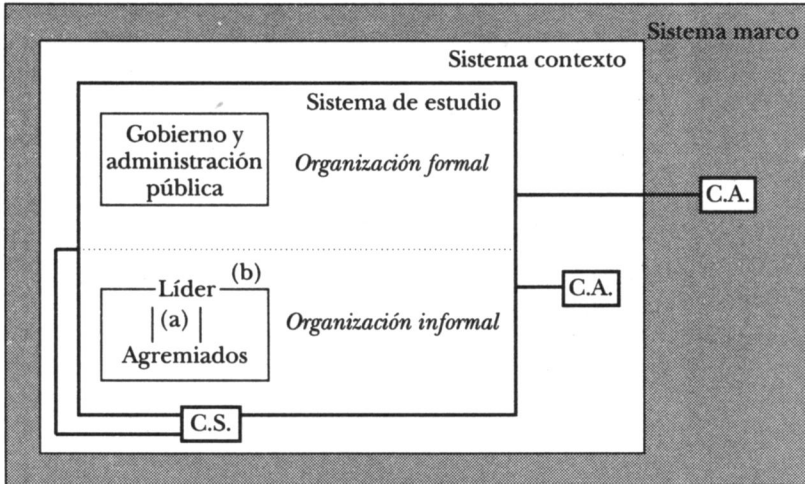 Sistema marco
Sistema contexto
Sistema de estudio
Gobierno y
administración
pública
Organización formal
C.A.
(b)
Líder
C.A.
(a)
Organización informal
Agremiados
C.S.